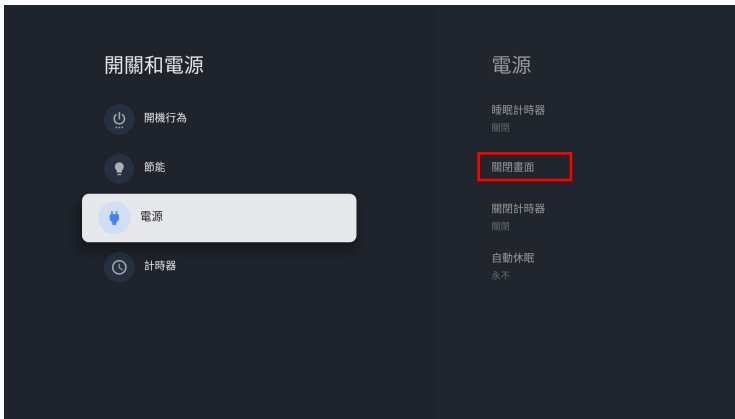 開關和電源
開機行為
節能
電源
計時器
電源
睡眠計時器
關閉
關閉畫面
關閉計時器
關閉
自動休眠
永不